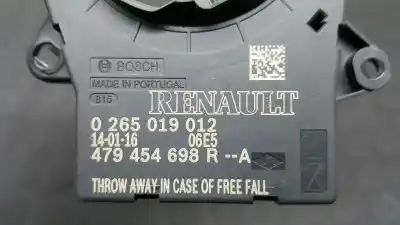 BOSCH
MADE IN PORTUGAL
815
RENAULT
0 265 019 012
14-01-16 06E5
479 454 698 R --A
THROW AWAY IN CASE OF FREE FALL